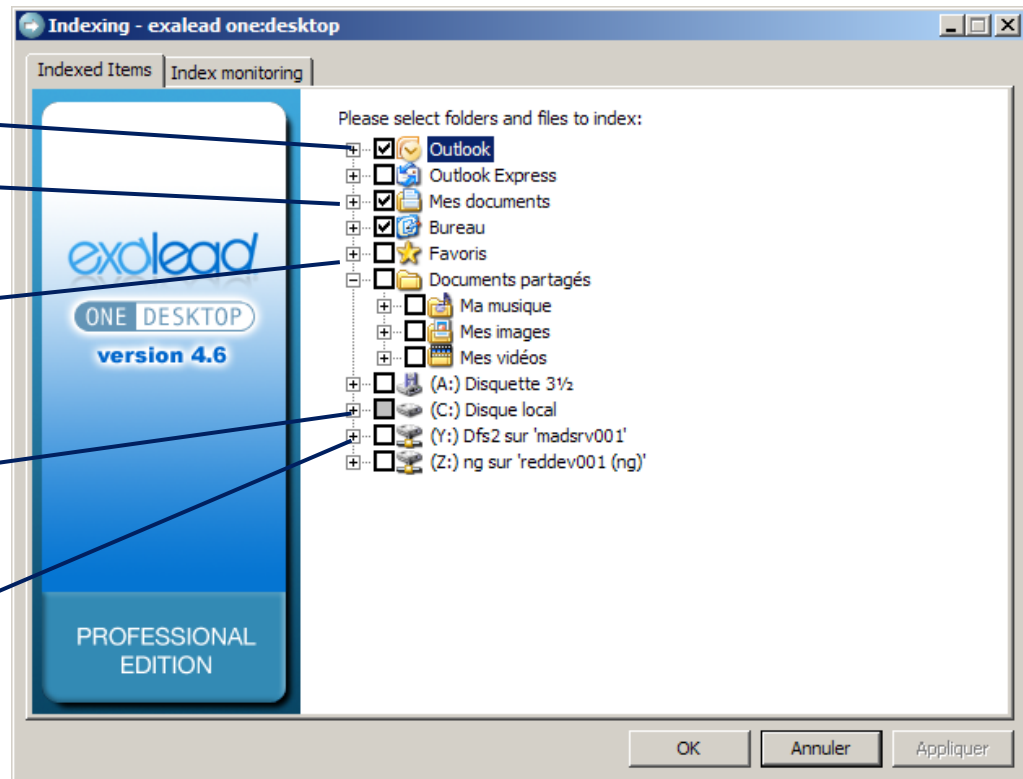 Indexing - exalead one:desktop
Indexed Items
Index monitoring
exalead
ONE DESKTOP
version 4.6
PROFESSIONAL
EDITION
Please select folders and files to index:
Outlook
Outlook Express
Mes documents
Bureau
Favoris
Documents partagés
Ma musique
Mes images
Mes vidéos
(A:) Disquette 3½
(C:) Disque local
(Y:) Dfs2 sur 'madsrv001'
(Z:) ng sur 'reddev001 (ng)'
OK
Annuler
Appliquer